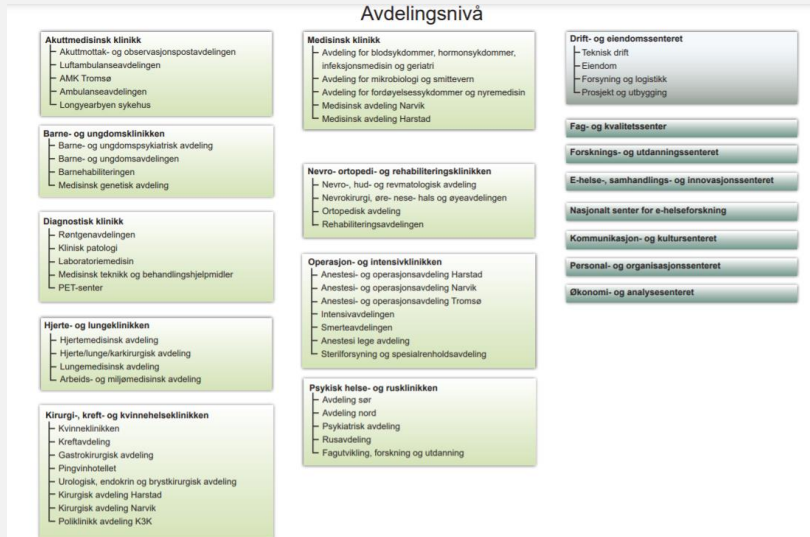 Avdelingsnivå
Akuttmedisinsk klinikk
Akuttmottak- og observasjonspostavdelingen
Luftambulanseavdelingen
AMK Tromsø
Ambulanseavdelingen
Longyearbyen sykehus
Barne- og ungdomsklinikken
Barne- og ungdomspsykiatrisk avdeling
Barne- og ungdomsavdelingen
Barnehabiliteringen
Medisinsk genetisk avdeling
Diagnostisk klinikk
Røntgenavdelingen
Klinisk patologi
Laboratoriemedisin
Medisinsk teknikk og behandlingshjelpmidler
PET-senter
Hjerte- og lungeklinikken
Hjertemedisinsk avdeling
Hjerte/lunge/karkirurgisk avdeling
Lungemedisinsk avdeling
Arbeids- og miljømedisinsk avdeling
Kirurgi-, kreft- og kvinnehelseklinikken
Kvinneklinikken
Kreftavdeling
Gastrokirurgisk avdeling
Pingvinhotellet
Urologisk, endokrin og brystkirurgisk avdeling
Kirurgisk avdeling Harstad
Kirurgisk avdeling Narvik
Poliklinikk avdeling K3K
Medisinsk klinikk
Avdeling for blodsykdommer, hormonsykdommer,
infeksjonsmedisin og geriatri
Avdeling for mikrobiologi og smittevern
Avdeling for fordøyelsessykdommer og nyremedisin
Medisinsk avdeling Narvik
Medisinsk avdeling Harstad
Nevro- ortopedi- og rehabiliteringsklinikken
Nevro-, hud- og revmatologisk avdeling
Nevrokirurgi, øre- nese- hals og øyeavdelingen
Ortopedisk avdeling
Rehabiliteringsavdelingen
Operasjon- og intensivklinikken
Anestesi- og operasjonsavdeling Harstad
Anestesi- og operasjonsavdeling Narvik
Anestesi- og operasjonsavdeling Tromsø
Intensivavdelingen
Smerteavdelingen
Anestesi lege avdeling
Sterilforsyning og spesialrenholdsavdeling
Psykisk helse- og rusklinikken
Avdeling sør
Avdeling nord
Psykiatrisk avdeling
Rusavdeling
Fagutvikling, forskning og utdanning
Drift- og eiendomssenteret
Teknisk drift
Eiendom
Forsyning og logistikk
Prosjekt og utbygging
Fag- og kvalitetssenter
Forsknings- og utdanningssenteret
E-helse-, samhandlings- og innovasjonssenteret
Nasjonalt senter for e-helseforskning
Kommunikasjon- og kultursenteret
Personal- og organisasjonssenteret
Økonomi- og analysesenteret